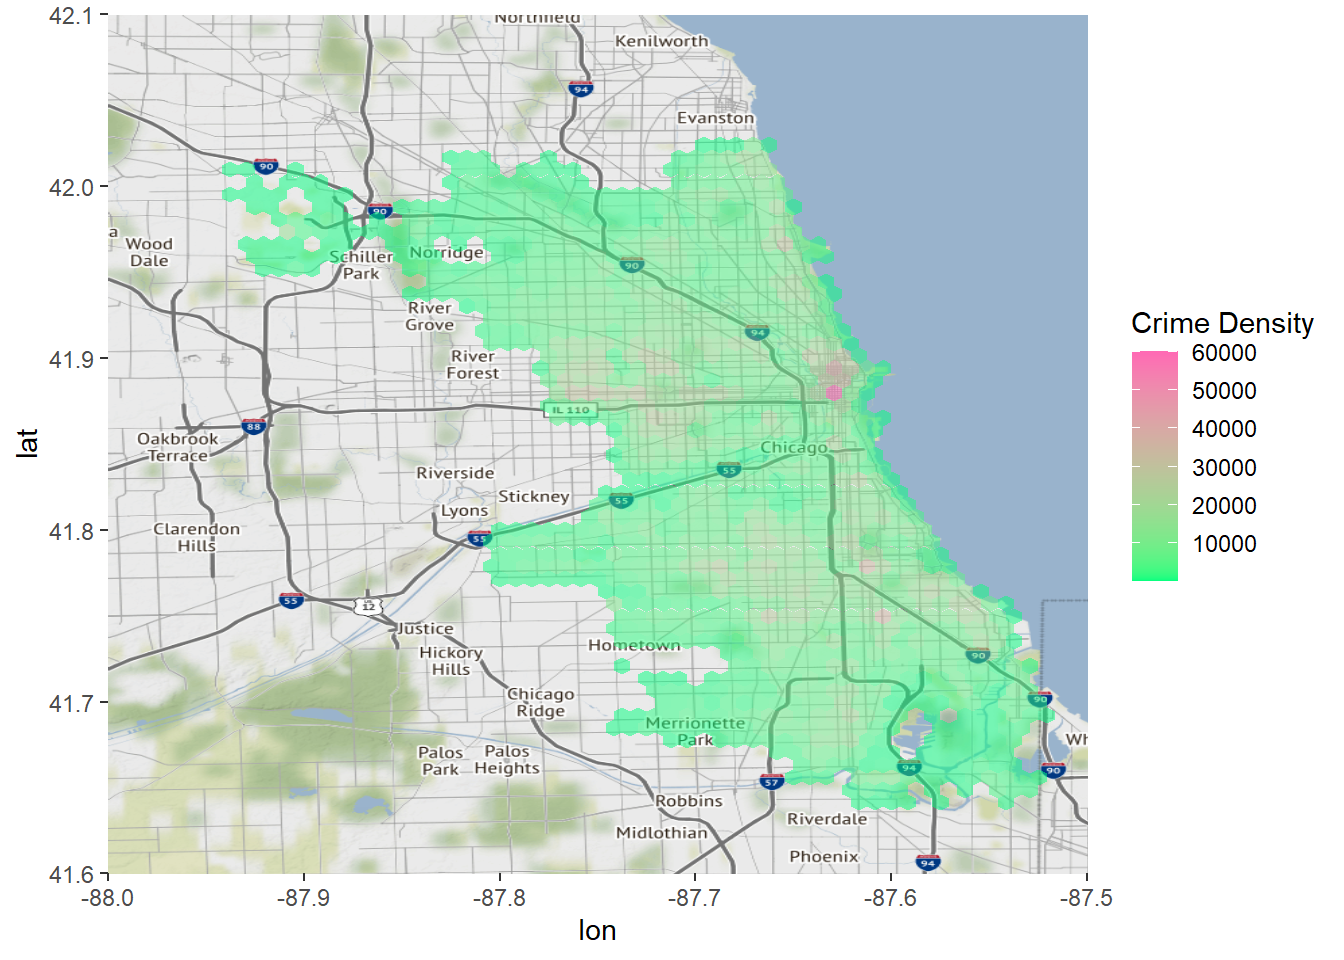 42.1
42.0
41.9
41.8
41.7
41.6
-88.0
-87.9
-87.8
-87.7
-87.6
-87.5
lon
lat
Northfield
Kenilworth
94
Evanston
90
90
a
Wood
Dale
Schiller
Park
Norridge
90
River
Grove
94
River
Forest
IL 110
88
Oakbrook
Terrace
Chicago
Riverside
55
Stickney
55
Lyons
Clarendon
Hills
55
55
12
Justice
Hometown
Hickory
Hills
90
Chicago
Ridge
90
Merrionette
Park
Wh
Palos
Park
Palos
Heights
94
90
57
Robbins
Riverdale
Midlothian
Phoenix
94
Crime Density
60000
50000
40000
30000
20000
10000